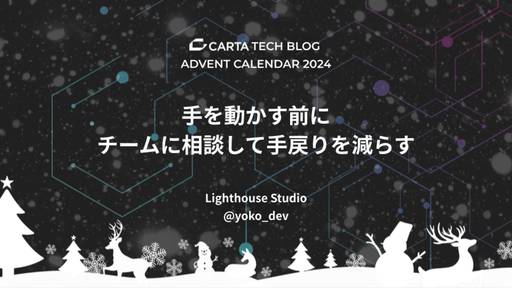 CARTA TECH BLOG
ADVENT CALENDAR 2024
手を動かす前に
チームに相談して手戻りを減らす
Lighthouse Studio
@yoko_dev